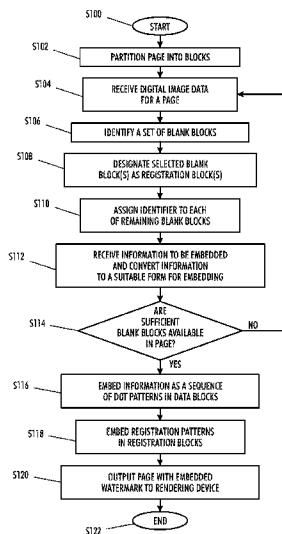 S100
START
S102
PARTITION PAGE INTO BLOCKS
S104
RECEIVE DIGITAL IMAGE DATA
FOR A PAGE
S106
IDENTIFY A SET OF BLANK BLOCKS
S108
DESIGNATE SELECTED BLANK
BLOCK(S) AS REGISTRATION BLOCK(S)
S110
ASSIGN IDENTIFIER TO EACH
OF REMAINING BLANK BLOCKS
S112
RECEIVE INFORMATION TO BE EMBEDDED
AND CONVERT INFORMATION
TO A SUITABLE FORM FOR EMBEDDING
S114
ARE
SUFFICIENT
BLANK BLOCKS AVAILABLE
IN PAGE?
NO
YES
S116
EMBED INFORMATION AS A SEQUENCE
OF DOT PATTERNS IN DATA BLOCKS
S118
EMBED REGISTRATION PATTERNS
IN REGISTRATION BLOCKS
S120
OUTPUT PAGE WITH EMBEDDED
WATERMARK TO RENDERING DEVICE
S122
END